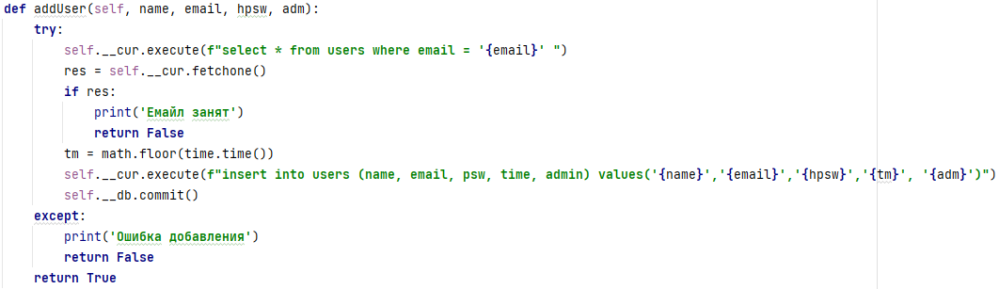 def addUser(self, name, email, hpsw, adm):
    try:
        self.__cur.execute(f"select * from users where email = '{email}' ")
        res = self.__cur.fetchone()
        if res:
            print('Емайл занят')
            return False
        tm = math.floor(time.time())
        self.__cur.execute(f"insert into users (name, email, psw, time, admin) values('{name}','{email}','{hpsw}','{tm}', '{adm}')")
        self.__db.commit()
    except:
        print('Ошибка добавления')
        return False
    return True